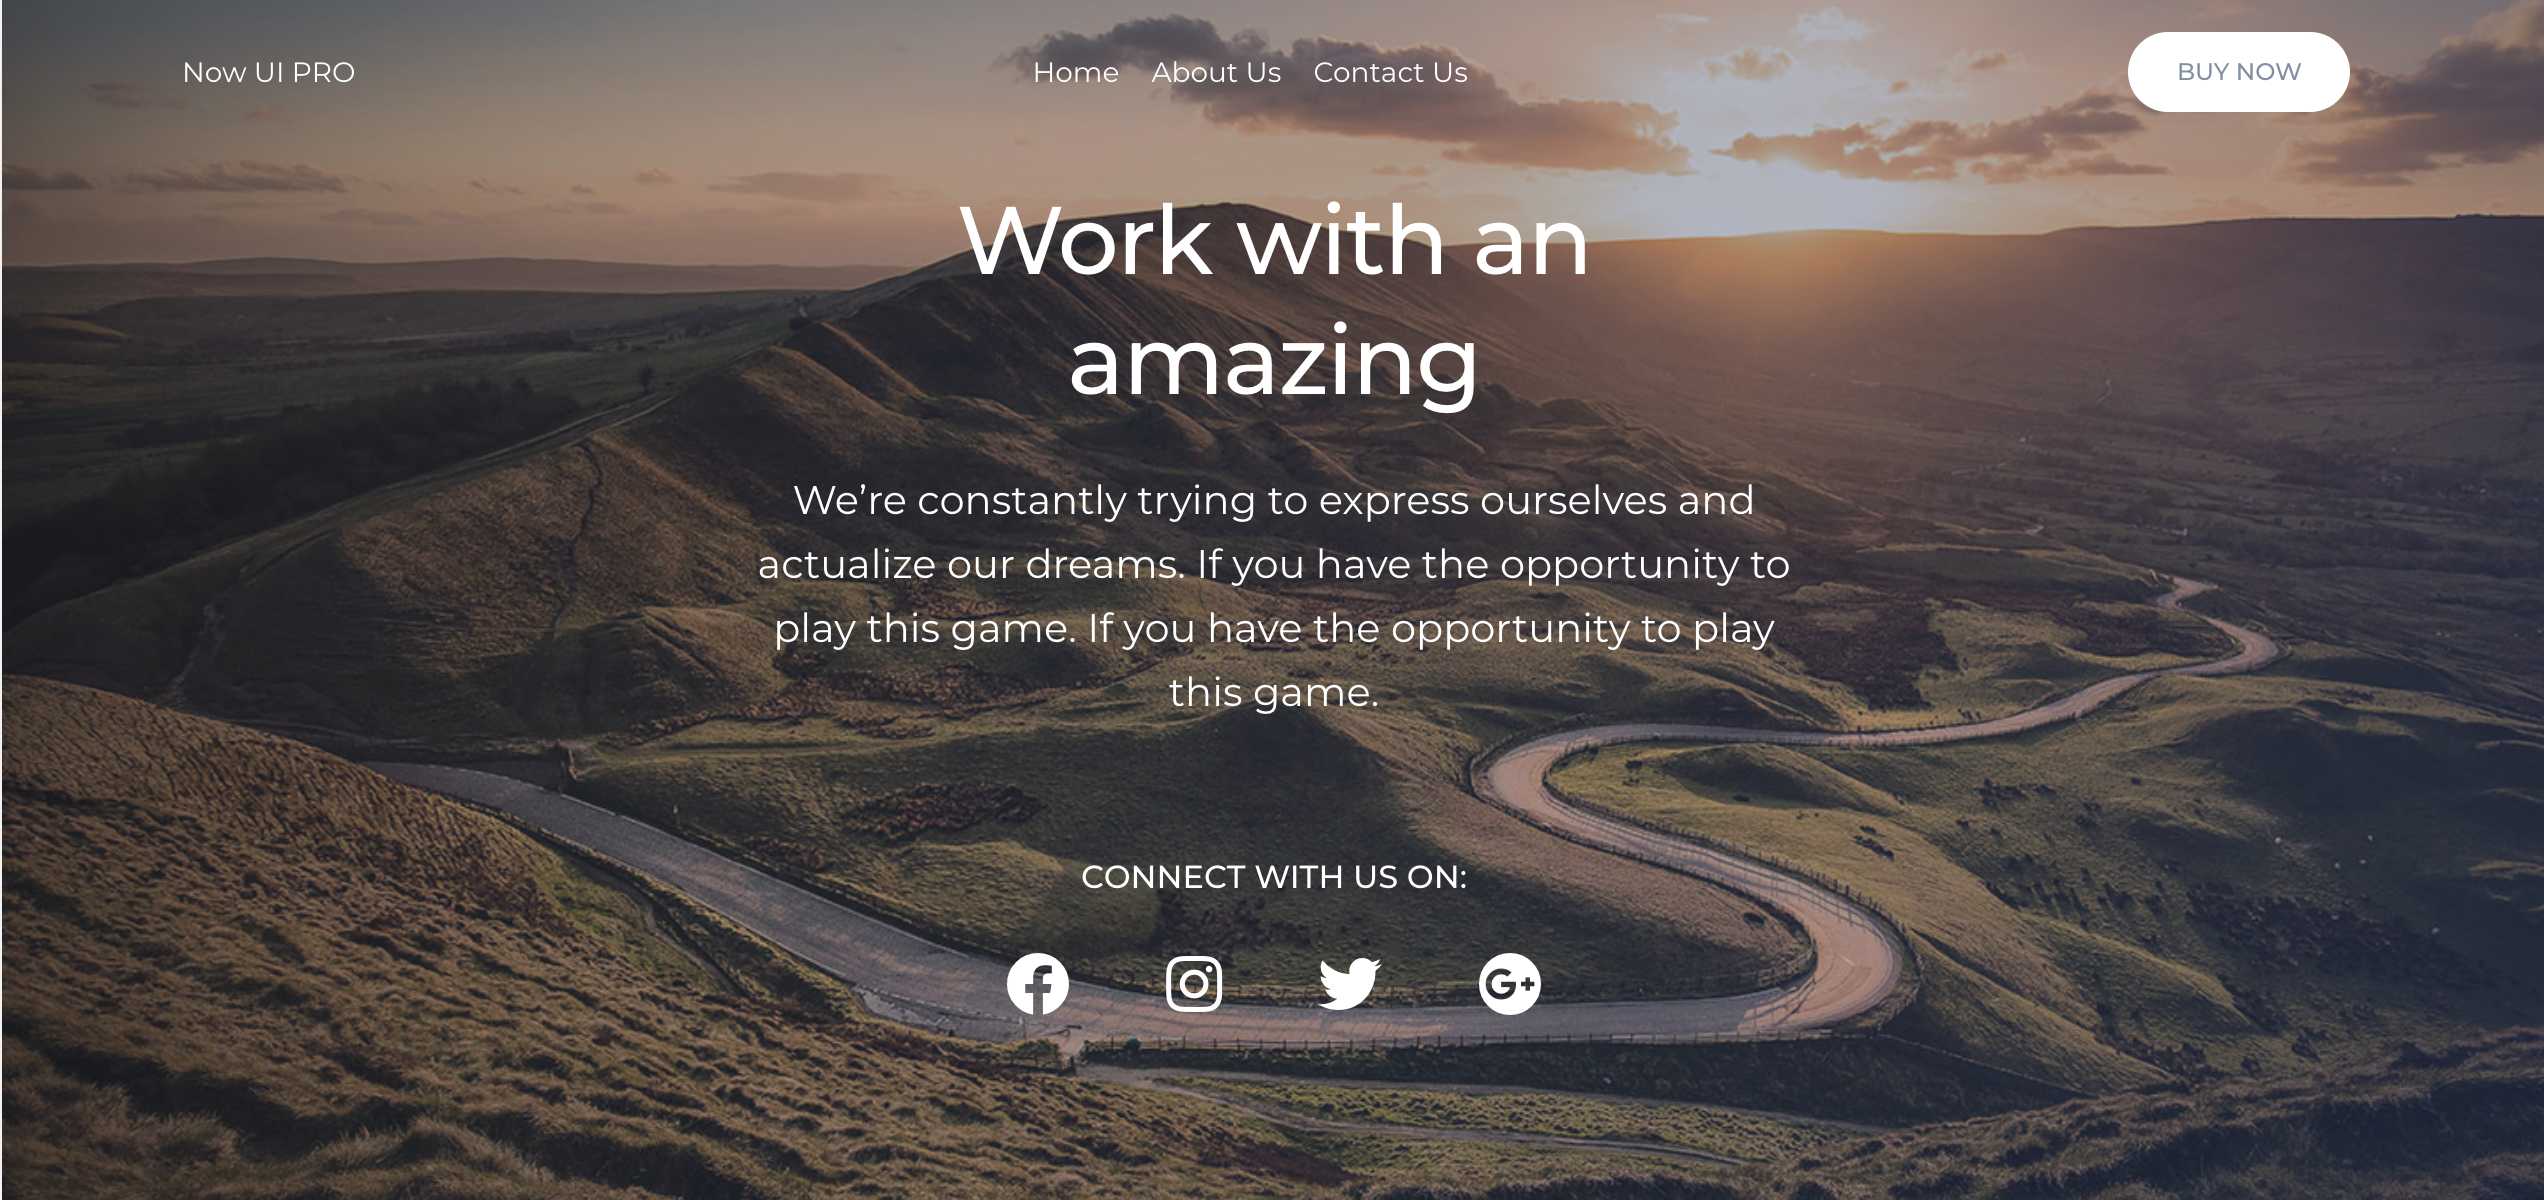 Now UI PRO
Home About Us Contact Us
BUY NOW
Work with an
amazing
We’re constantly trying to express ourselves and
actualize our dreams. If you have the opportunity to
play this game. If you have the opportunity to play
this game.
CONNECT WITH US ON: